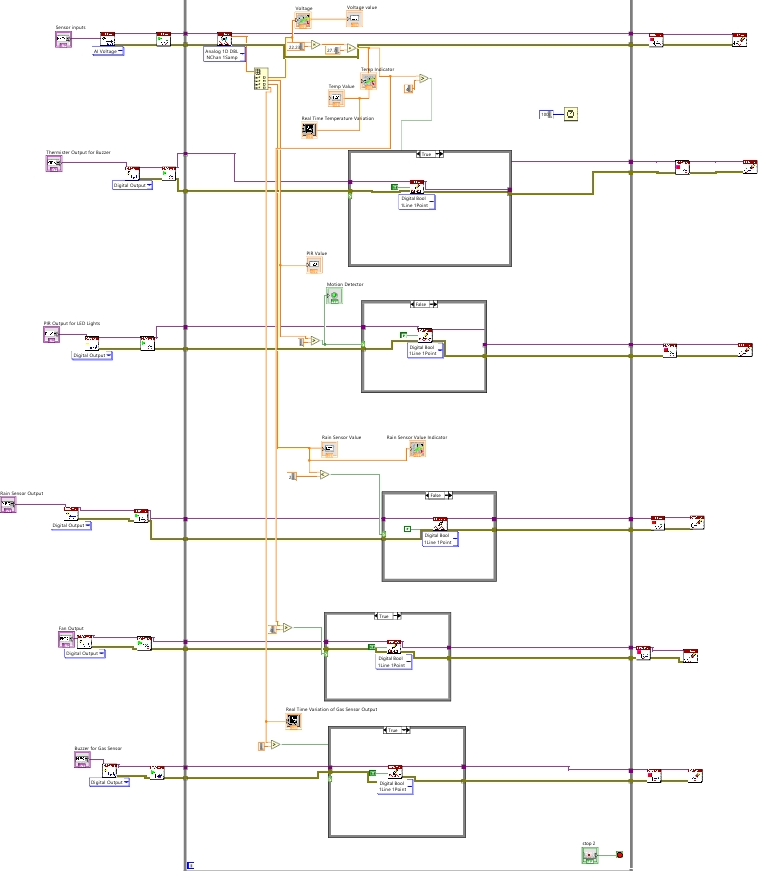 Voltage
Voltage value
Sensor inputs
AI Voltage
Analog 1D DBL
NChan 1Samp
Temp Indicator
Temp Value
Real Time Temperature Variation
Thermister Output for Buzzer
True
Digital Output
Digital Bool
1Line 1Point
PIR Value
Motion Detector
False
PIR Output for LED Lights
Digital Output
Digital Bool
1Line 1Point
Rain Sensor Value
Rain Sensor Value Indicator
Rain Sensor Output
False
Digital Output
Digital Bool
1Line 1Point
Fan Output
True
Digital Output
Digital Bool
1Line 1Point
Real Time Variation of Gas Sensor Output
True
Buzzer for Gas Sensor
Digital Output
Digital Bool
1Line 1Point
stop 2
i